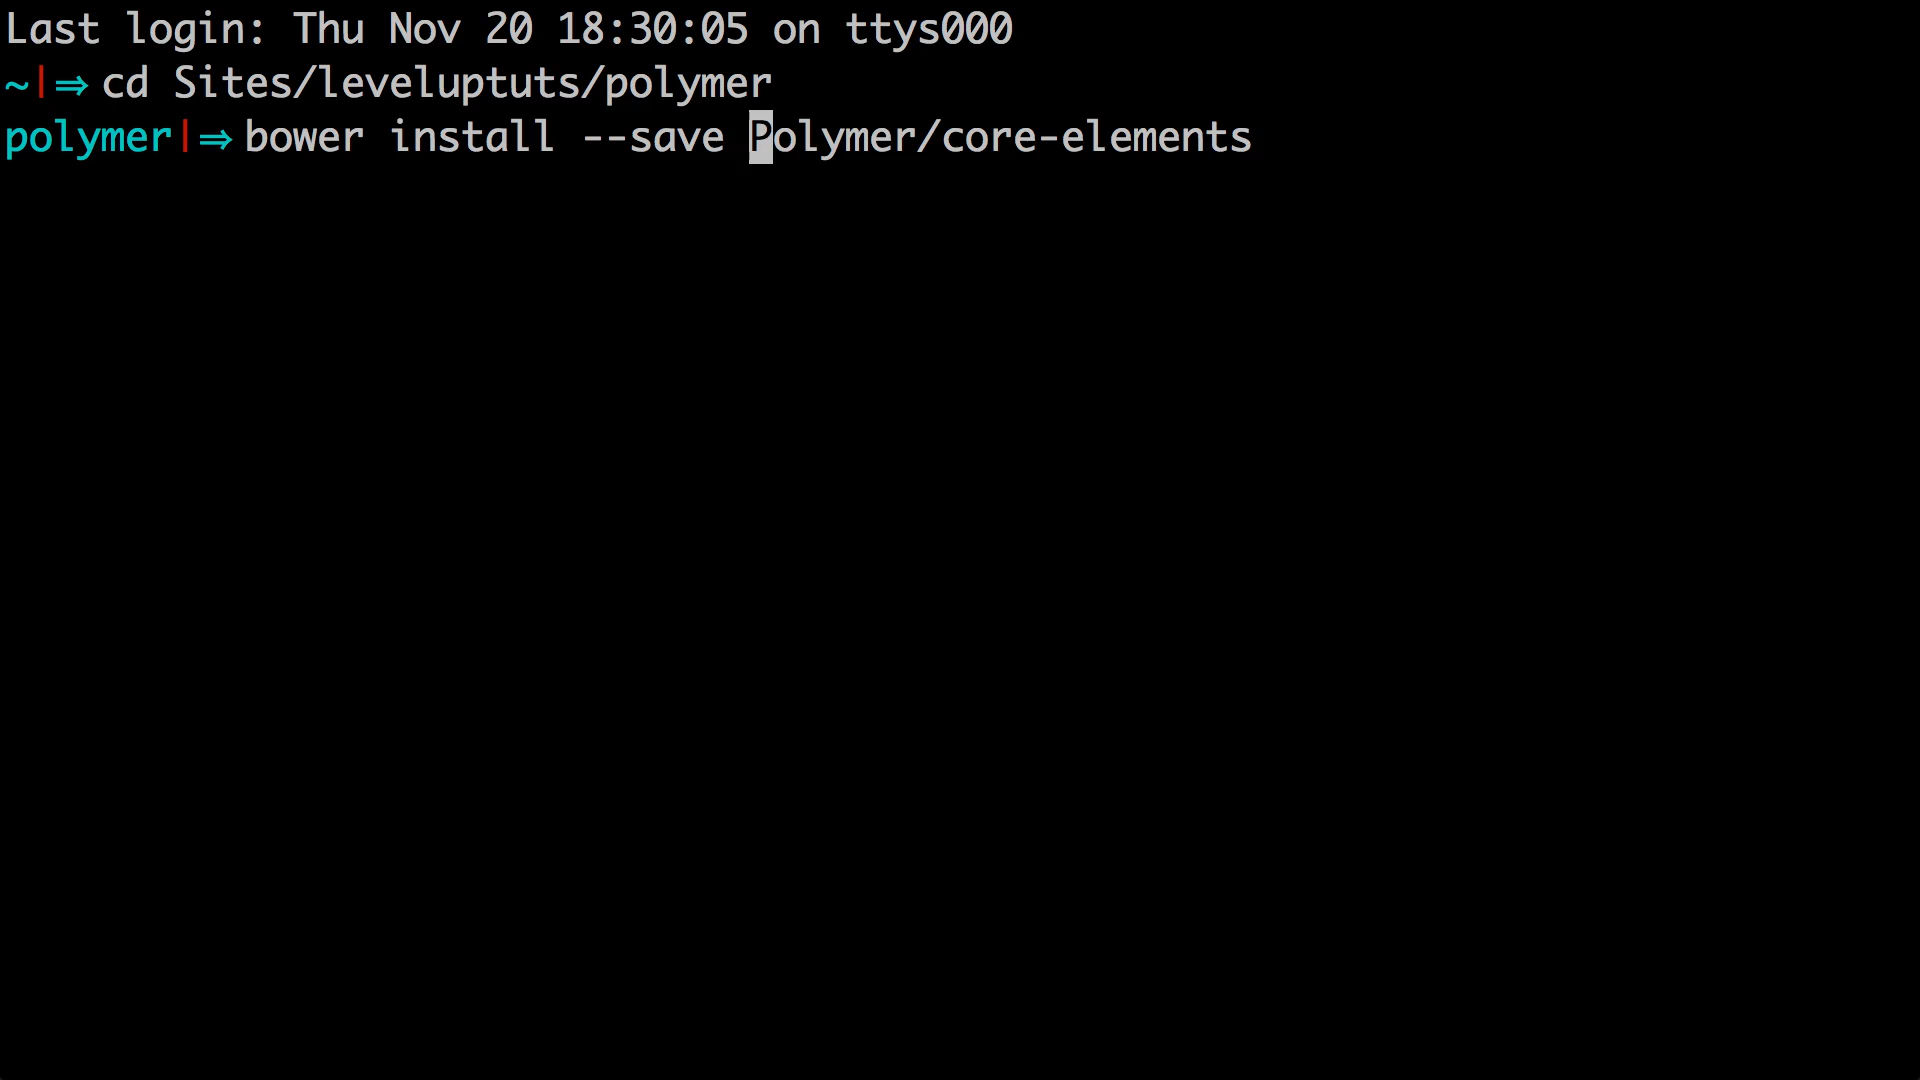 Last login: Thu Nov 20 18:30:05 on ttys000
~|⇒ cd Sites/leveluptuts/polymer
polymer|⇒ bower install --save Polymer/core-elements